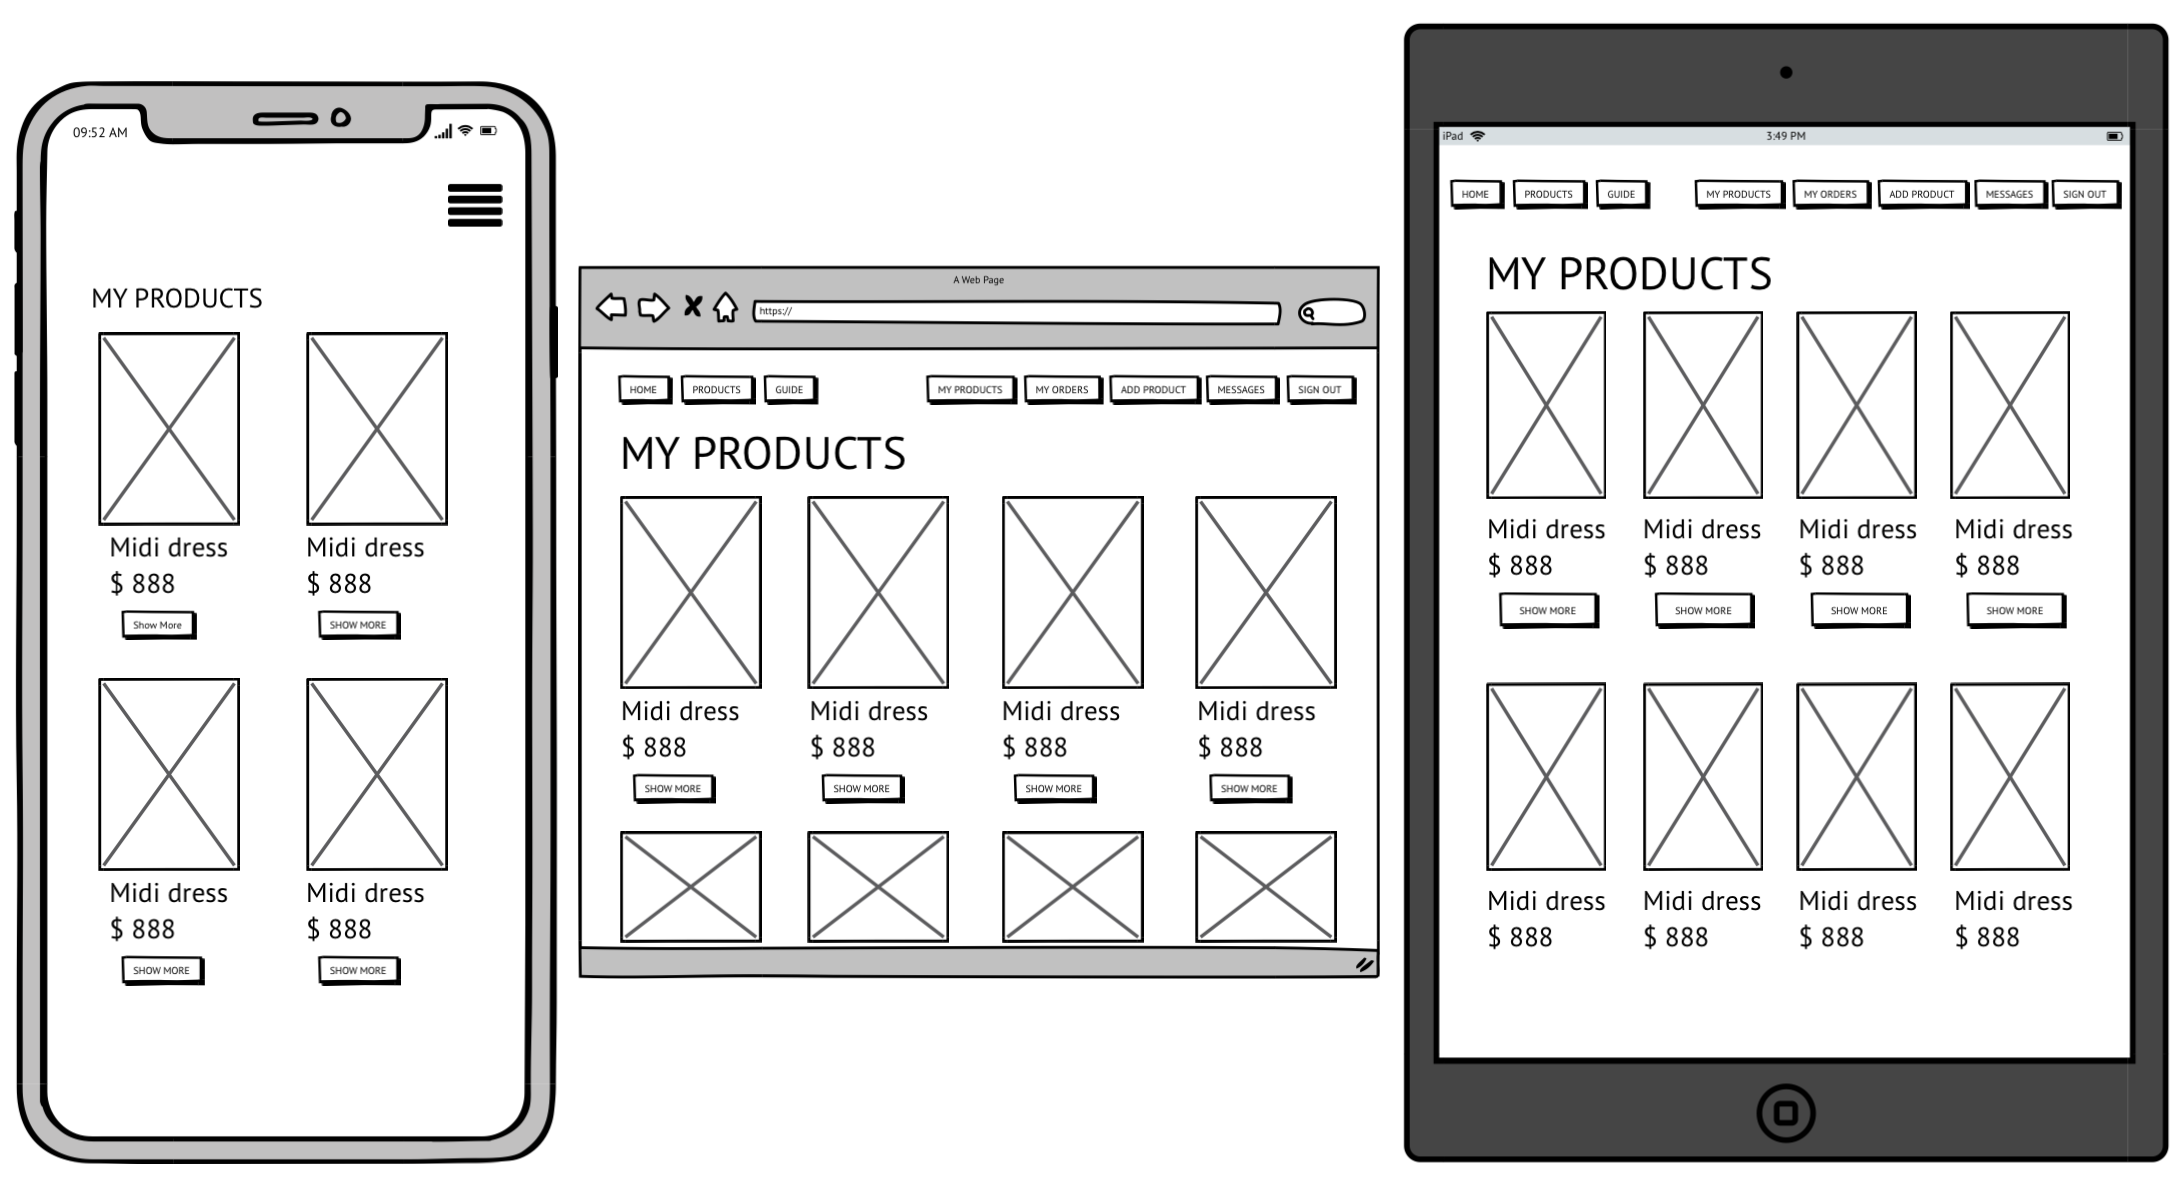 09:52 AM
MY PRODUCTS
Midi dress Midi dress
$ 888 $ 888
Show More SHOW MORE
Midi dress Midi dress
$ 888 $ 888
SHOW MORE SHOW MORE
A Web Page
https://
HOME PRODUCTS GUIDE MY PRODUCTS MY ORDERS ADD PRODUCT MESSAGES SIGN OUT
MY PRODUCTS
Midi dress Midi dress Midi dress Midi dress
$ 888 $ 888 $ 888 $ 888
SHOW MORE SHOW MORE SHOW MORE SHOW MORE
iPad 3:49 PM
HOME PRODUCTS GUIDE MY PRODUCTS MY ORDERS ADD PRODUCT MESSAGES SIGN OUT
MY PRODUCTS
Midi dress Midi dress Midi dress Midi dress
$ 888 $ 888 $ 888 $ 888
SHOW MORE SHOW MORE SHOW MORE SHOW MORE
Midi dress Midi dress Midi dress Midi dress
$ 888 $ 888 $ 888 $ 888